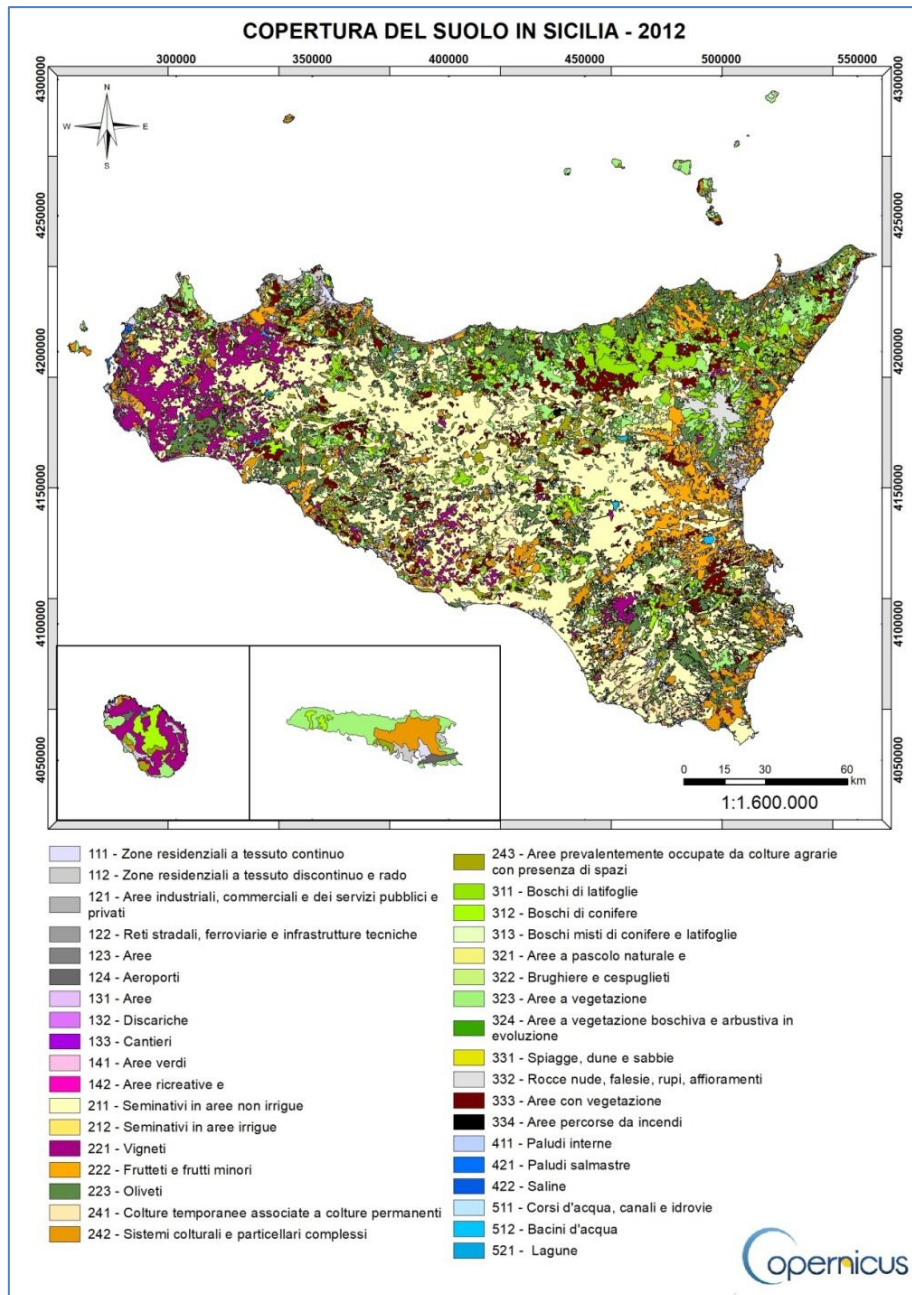 COPERTURA DEL SUOLO IN SICILIA - 2012
300000 350000 400000 450000 500000 550000
N
W E
S
4300000 4300000
4250000 4250000
4200000 4200000
4150000 4150000
4100000 4100000
4050000 4050000
0 15 30 60
km
1:1.600.000
111 - Zone residenziali a tessuto continuo
112 - Zone residenziali a tessuto discontinuo e rado
121 - Aree industriali, commerciali e dei servizi pubblici e
privati
122 - Reti stradali, ferroviarie e infrastrutture tecniche
123 - Aree
124 - Aeroporti
131 - Aree
132 - Discariche
133 - Cantieri
141 - Aree verdi
142 - Aree ricreative e
211 - Seminativi in aree non irrigue
212 - Seminativi in aree irrigue
221 - Vigneti
222 - Frutteti e frutti minori
223 - Oliveti
241 - Colture temporanee associate a colture permanenti
242 - Sistemi colturali e particellari complessi
243 - Aree prevalentemente occupate da colture agrarie
con presenza di spazi
311 - Boschi di latifoglie
312 - Boschi di conifere
313 - Boschi misti di conifere e latifoglie
321 - Aree a pascolo naturale e
322 - Brughiere e cespuglieti
323 - Aree a vegetazione
324 - Aree a vegetazione boschiva e arbustiva in
evoluzione
331 - Spiagge, dune e sabbie
332 - Rocce nude, falesie, rupi, affioramenti
333 - Aree con vegetazione
334 - Aree percorse da incendi
411 - Paludi interne
421 - Paludi salmastre
422 - Saline
511 - Corsi d'acqua, canali e idrovie
512 - Bacini d'acqua
521 - Lagune
Copernicus